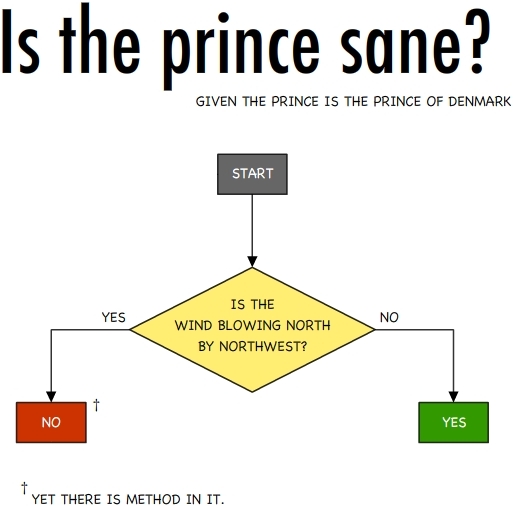 Is the prince sane?
GIVEN THE PRINCE IS THE PRINCE OF DENMARK
START
IS THE
WIND BLOWING NORTH
BY NORTHWEST?
YES
NO
NO †
YES
† YET THERE IS METHOD IN IT.